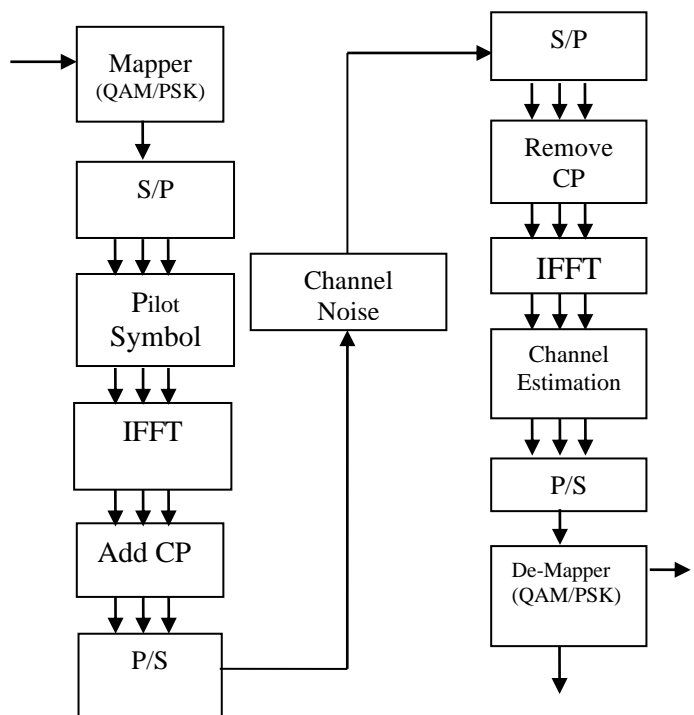 Mapper
(QAM/PSK)
S/P
Pilot
Symbol
IFFT
Add CP
P/S
Channel
Noise
S/P
Remove
CP
IFFT
Channel
Estimation
P/S
De-Mapper
(QAM/PSK)